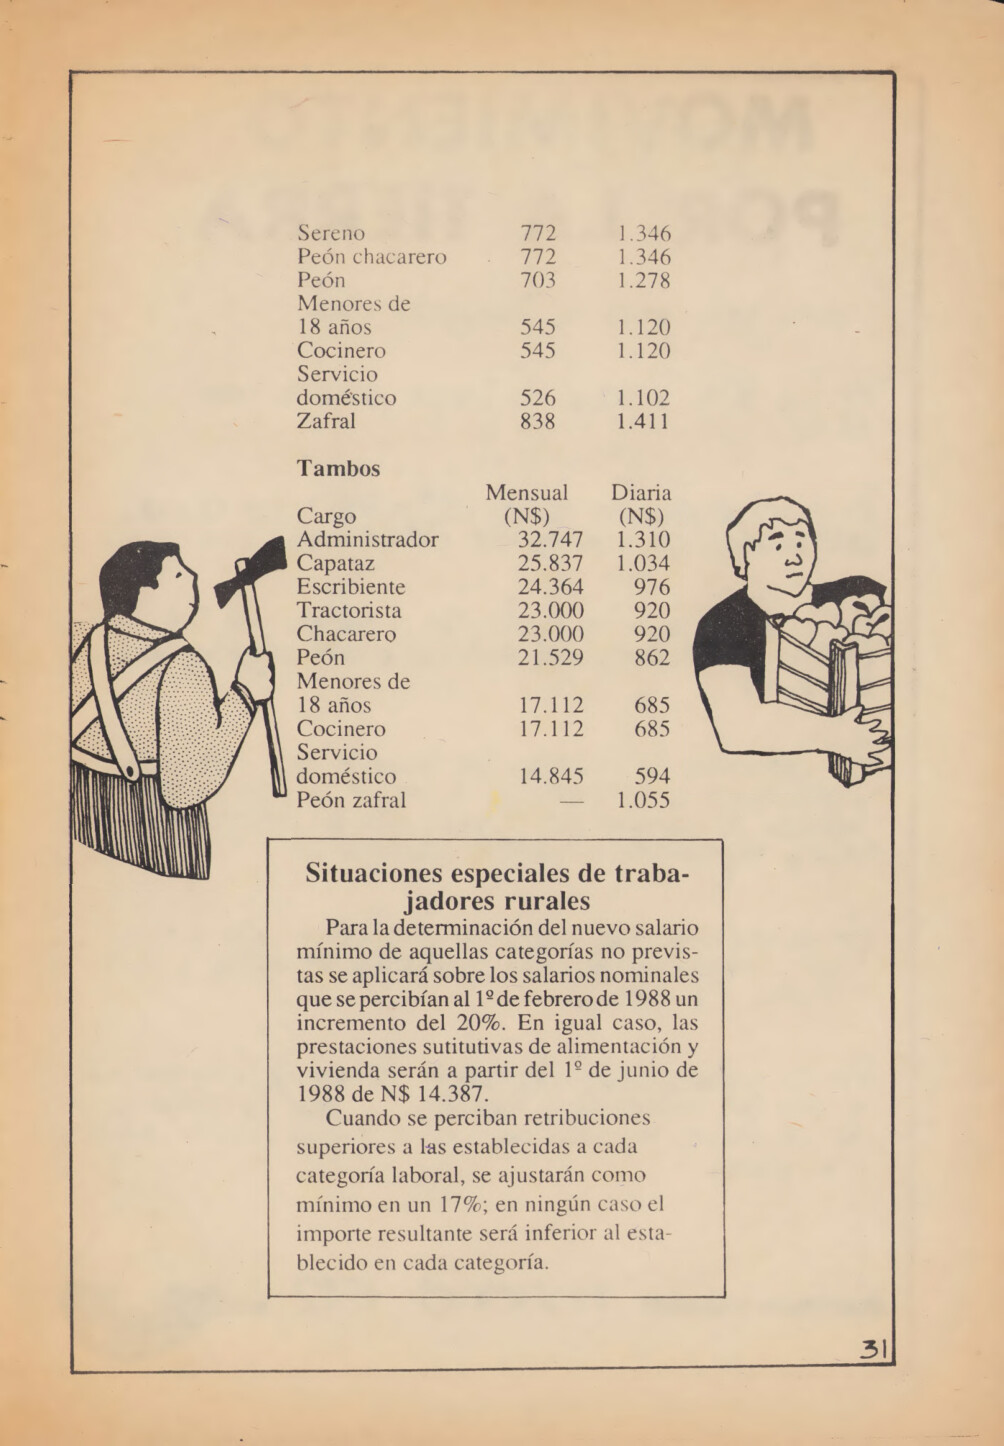 Sereno 772 1.346
Peón chacarero 772 1.346
Peón 703 1.278
Menores de
18 años 545 1.120
Cocinero 545 1.120
Servicio
doméstico 526 1.102
Zafral 838 1.411
Tambos
Mensual Diaria
Cargo (N$) (N$)
Administrador 32.747 1.310
Capataz 25.837 1.034
Escribiente 24.364 976
Tractorista 23.000 920
Chacarero 23.000 920
Peón 21.529 862
Menores de
18 años 17.112 685
Cocinero 17.112 685
Servicio
doméstico 14.845 594
Peón zafral — 1.055
Situaciones especiales de traba-
jadores rurales
Para la determinación del nuevo salario
mínimo de aquellas categorías no previs-
tas se aplicará sobre los salarios nominales
que se percibían al 1º de febrero de 1988 un
incremento del 20%. En igual caso, las
prestaciones sutitutivas de alimentación y
vivienda serán a partir del 1º de junio de
1988 de N$ 14.387.
Cuando se perciban retribuciones
superiores a las establecidas a cada
categoría laboral, se ajustarán como
mínimo en un 17%; en ningún caso el
importe resultante será inferior al esta-
blecido en cada categoría.
31